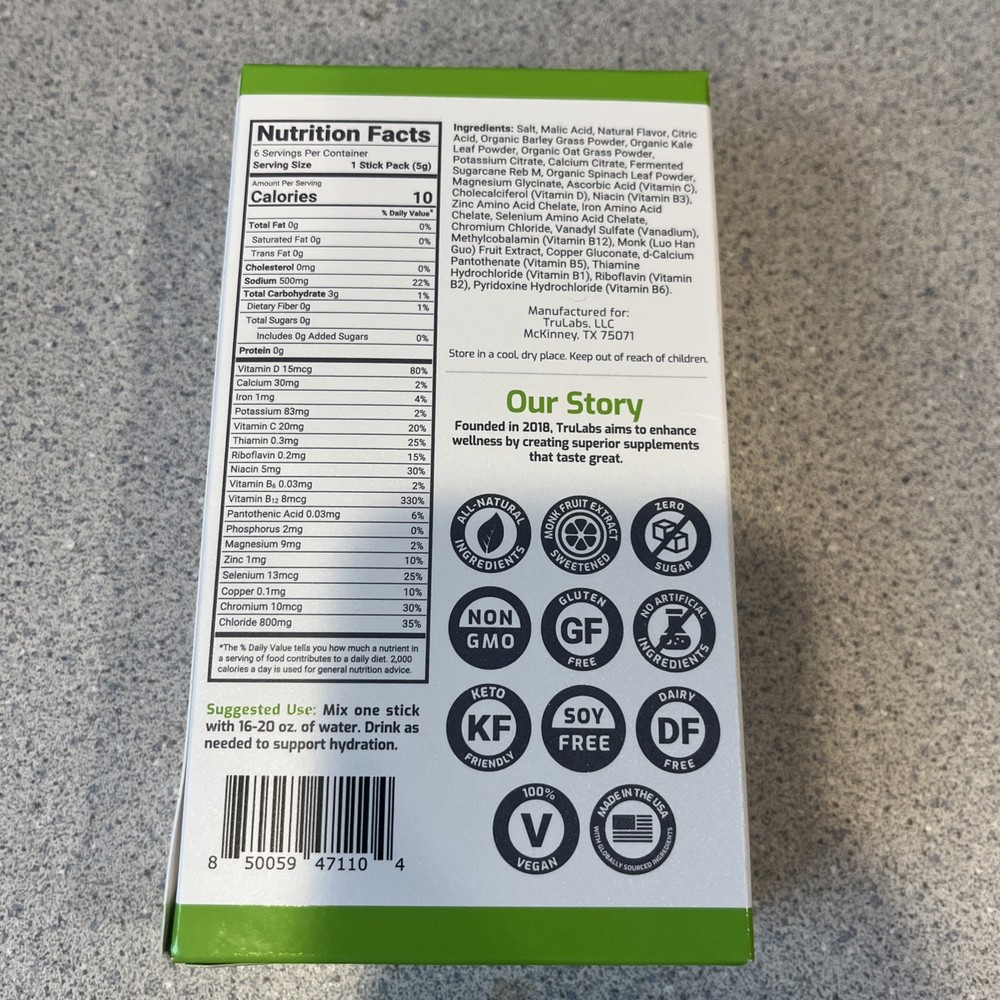 Nutrition Facts
6 Servings Per Container
Serving Size 1 Stick Pack (5g)
Amount Per Serving
Calories 10
% Daily Value*
Total Fat 0g 0%
Saturated Fat 0g 0%
Trans Fat 0g
Cholesterol 0mg 0%
Sodium 500mg 22%
Total Carbohydrate 3g 1%
Dietary Fiber 0g 1%
Total Sugars 0g
Includes 0g Added Sugars 0%
Protein 0g
Vitamin D 15mcg 80%
Calcium 30mg 2%
Iron 1mg 4%
Potassium 83mg 2%
Vitamin C 20mg 20%
Thiamin 0.3mg 25%
Riboflavin 0.2mg 15%
Niacin 5mg 30%
Vitamin B₆ 0.03mg 2%
Vitamin B₁₂ 8mcg 330%
Pantothenic Acid 0.03mg 6%
Phosphorus 2mg 0%
Magnesium 9mg 2%
Zinc 1mg 10%
Selenium 13mcg 25%
Copper 0.1mg 10%
Chromium 10mcg 30%
Chloride 800mg 35%
*The % Daily Value tells you how much a nutrient in
a serving of food contributes to a daily diet. 2,000
calories a day is used for general nutrition advice.
Suggested Use: Mix one stick
with 16-20 oz. of water. Drink as
needed to support hydration.
8 50059 47110 4
Ingredients: Salt, Malic Acid, Natural Flavor, Citric
Acid, Organic Barley Grass Powder, Organic Kale
Leaf Powder, Organic Oat Grass Powder,
Potassium Citrate, Calcium Citrate, Fermented
Sugarcane Reb M, Organic Spinach Leaf Powder,
Magnesium Glycinate, Ascorbic Acid (Vitamin C),
Cholecalciferol (Vitamin D), Niacin (Vitamin B3),
Zinc Amino Acid Chelate, Iron Amino Acid
Chelate, Selenium Amino Acid Chelate,
Chromium Chloride, Vanadyl Sulfate (Vanadium),
Methylcobalamin (Vitamin B12), Monk (Luo Han
Guo) Fruit Extract, Copper Gluconate, d-Calcium
Pantothenate (Vitamin B5), Thiamine
Hydrochloride (Vitamin B1), Riboflavin (Vitamin
B2), Pyridoxine Hydrochloride (Vitamin B6).
Manufactured for:
TruLabs, LLC
McKinney, TX 75071
Store in a cool, dry place. Keep out of reach of children.
Our Story
Founded in 2018, TruLabs aims to enhance
wellness by creating superior supplements
that taste great.
ALL-NATURAL
INGREDIENTS
MONK FRUIT EXTRACT
SWEETENED
ZERO
SUGAR
NON
GMO
GLUTEN
GF
FREE
NO ARTIFICIAL
INGREDIENTS
KETO
KF
FRIENDLY
SOY
FREE
DAIRY
DF
FREE
100%
V
VEGAN
MADE IN THE USA
WITH GLOBALLY SOURCED INGREDIENTS